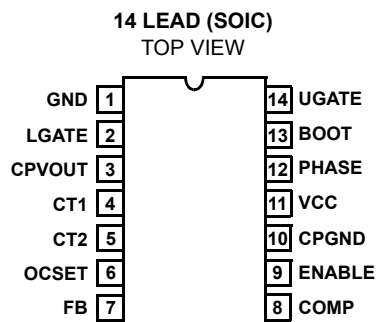 14 LEAD (SOIC)
TOP VIEW
GND 1 14 UGATE
LGATE 2 13 BOOT
CPVOUT 3 12 PHASE
CT1 4 11 VCC
CT2 5 10 CPGND
OCSET 6 9 ENABLE
FB 7 8 COMP